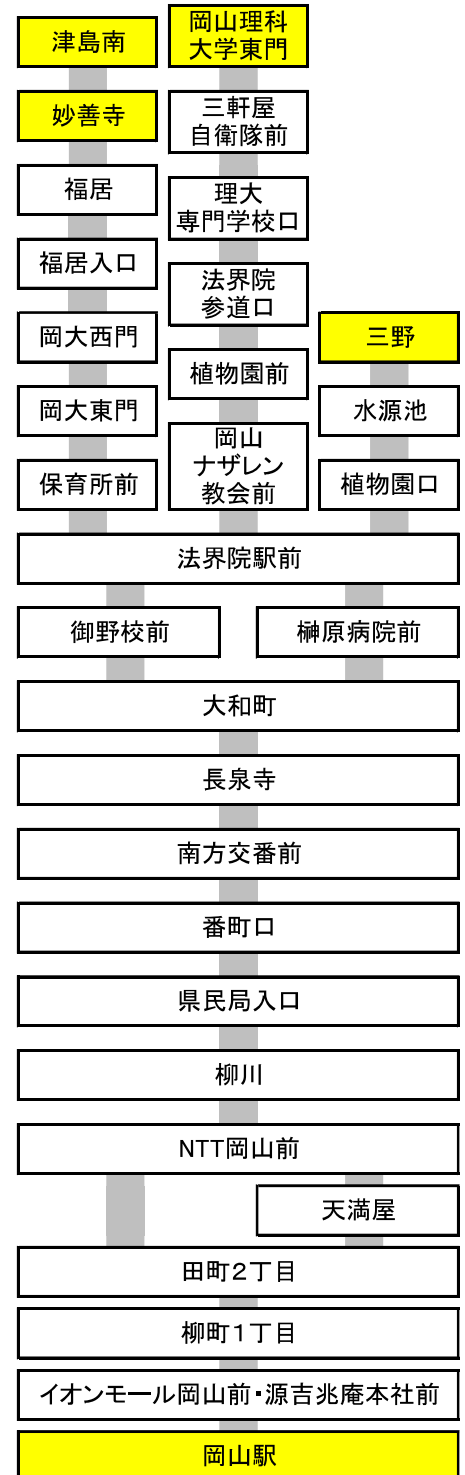 津島南
妙善寺
福居
福居入口
岡大西門
岡大東門
保育所前
岡山理科
大学東門
三軒屋
自衛隊前
理大
専門学校口
法界院
参道口
植物園前
岡山
ナザレン
教会前
三野
水源池
植物園口
法界院駅前
御野校前
榊原病院前
大和町
長泉寺
南方交番前
番町口
県民局入口
柳川
NTT岡山前
天満屋
田町2丁目
柳町1丁目
イオンモール岡山前・源吉兆庵本社前
岡山駅